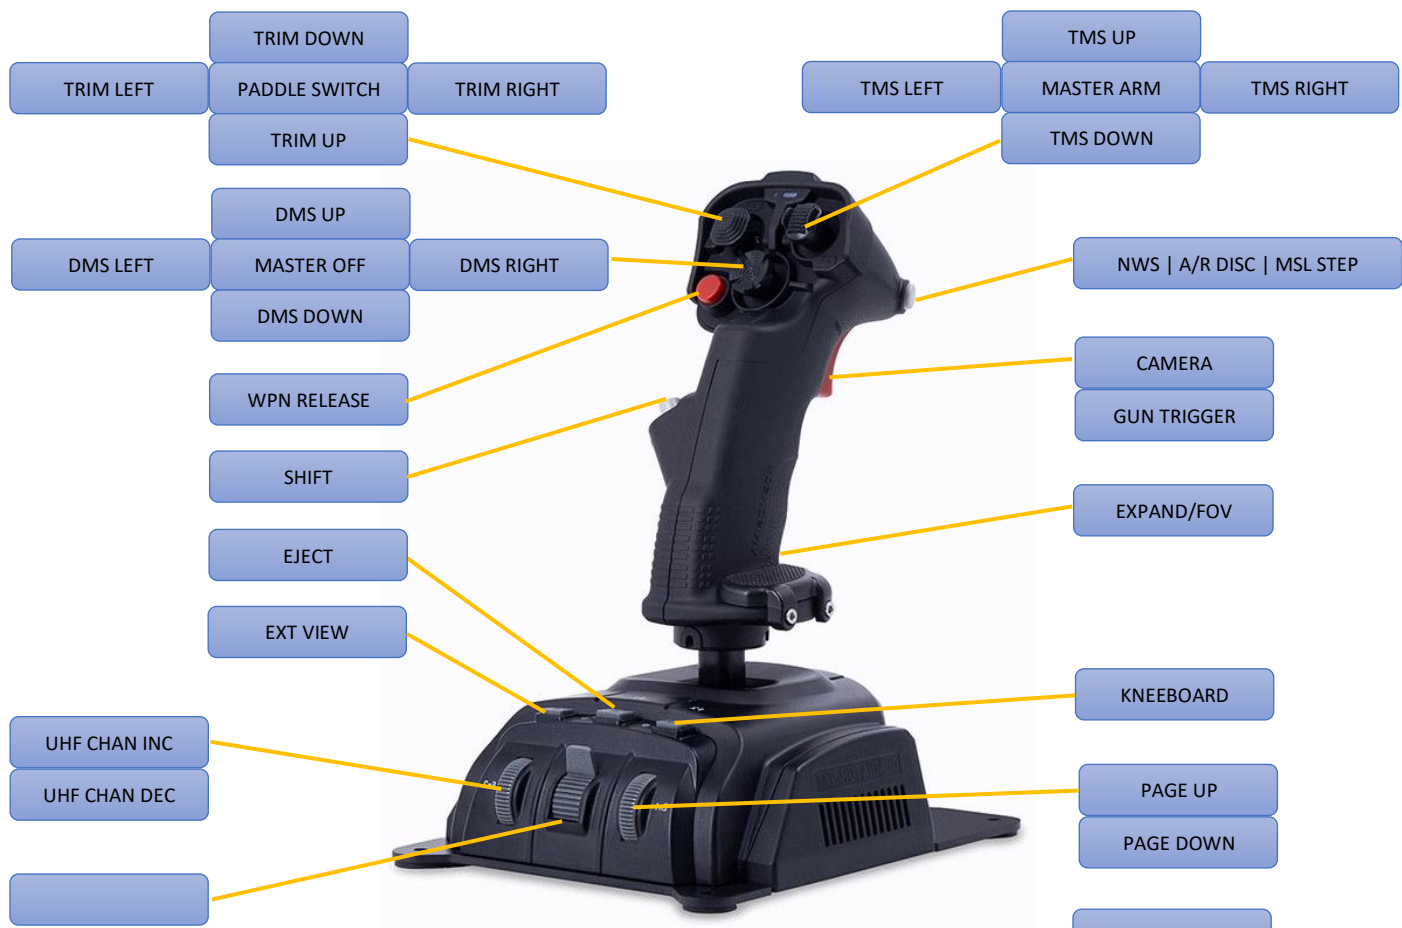 TRIM DOWN
TRIM LEFT
PADDLE SWITCH
TRIM RIGHT
TRIM UP
TMS UP
TMS LEFT
MASTER ARM
TMS RIGHT
TMS DOWN
DMS UP
DMS LEFT
MASTER OFF
DMS RIGHT
DMS DOWN
NWS | A/R DISC | MSL STEP
WPN RELEASE
CAMERA
GUN TRIGGER
SHIFT
EXPAND/FOV
EJECT
EXT VIEW
KNEEBOARD
UHF CHAN INC
UHF CHAN DEC
PAGE UP
PAGE DOWN